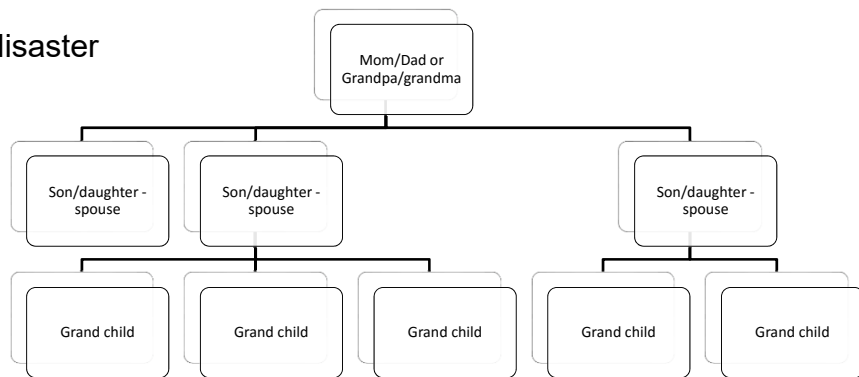 disaster
Mom/Dad or
Grandpa/grandma
Son/daughter -
spouse
Son/daughter -
spouse
Son/daughter -
spouse
Grand child
Grand child
Grand child
Grand child
Grand child